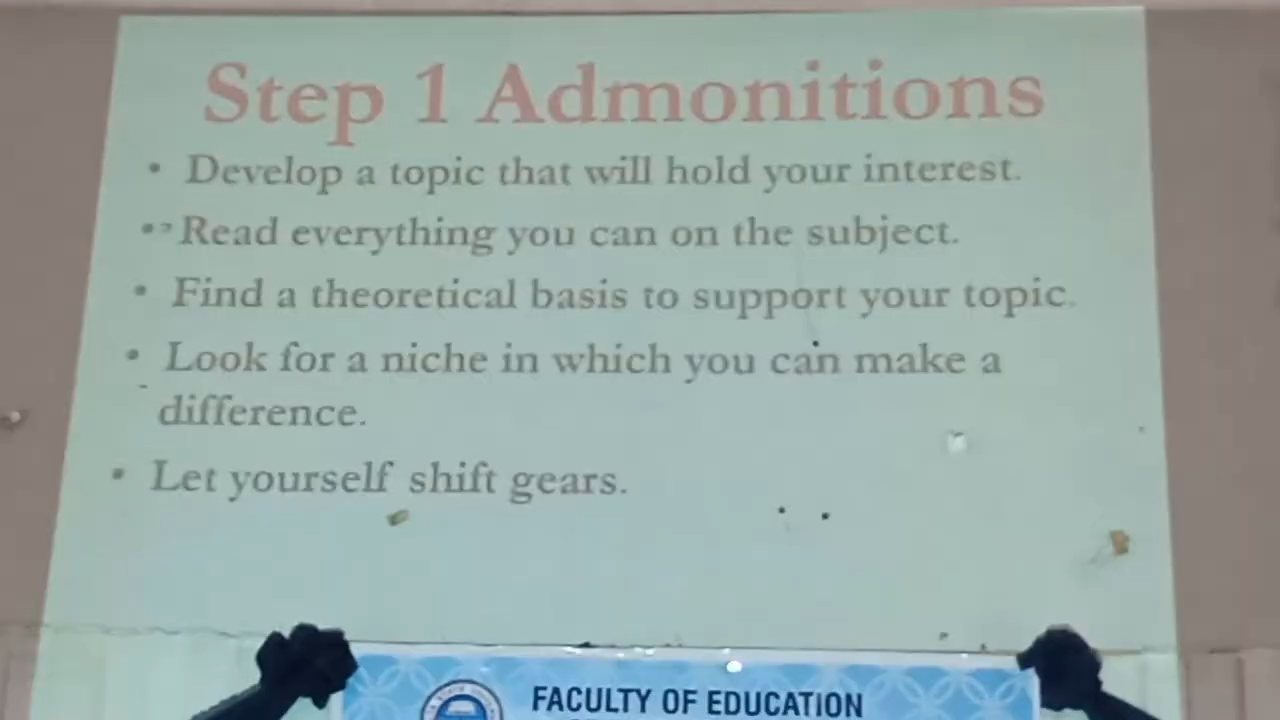 Step 1 Admonitions
• Develop a topic that will hold your interest.
• Read everything you can on the subject.
• Find a theoretical basis to support your topic.
• Look for a niche in which you can make a
difference.
• Let yourself shift gears.
FACULTY OF EDUCATION